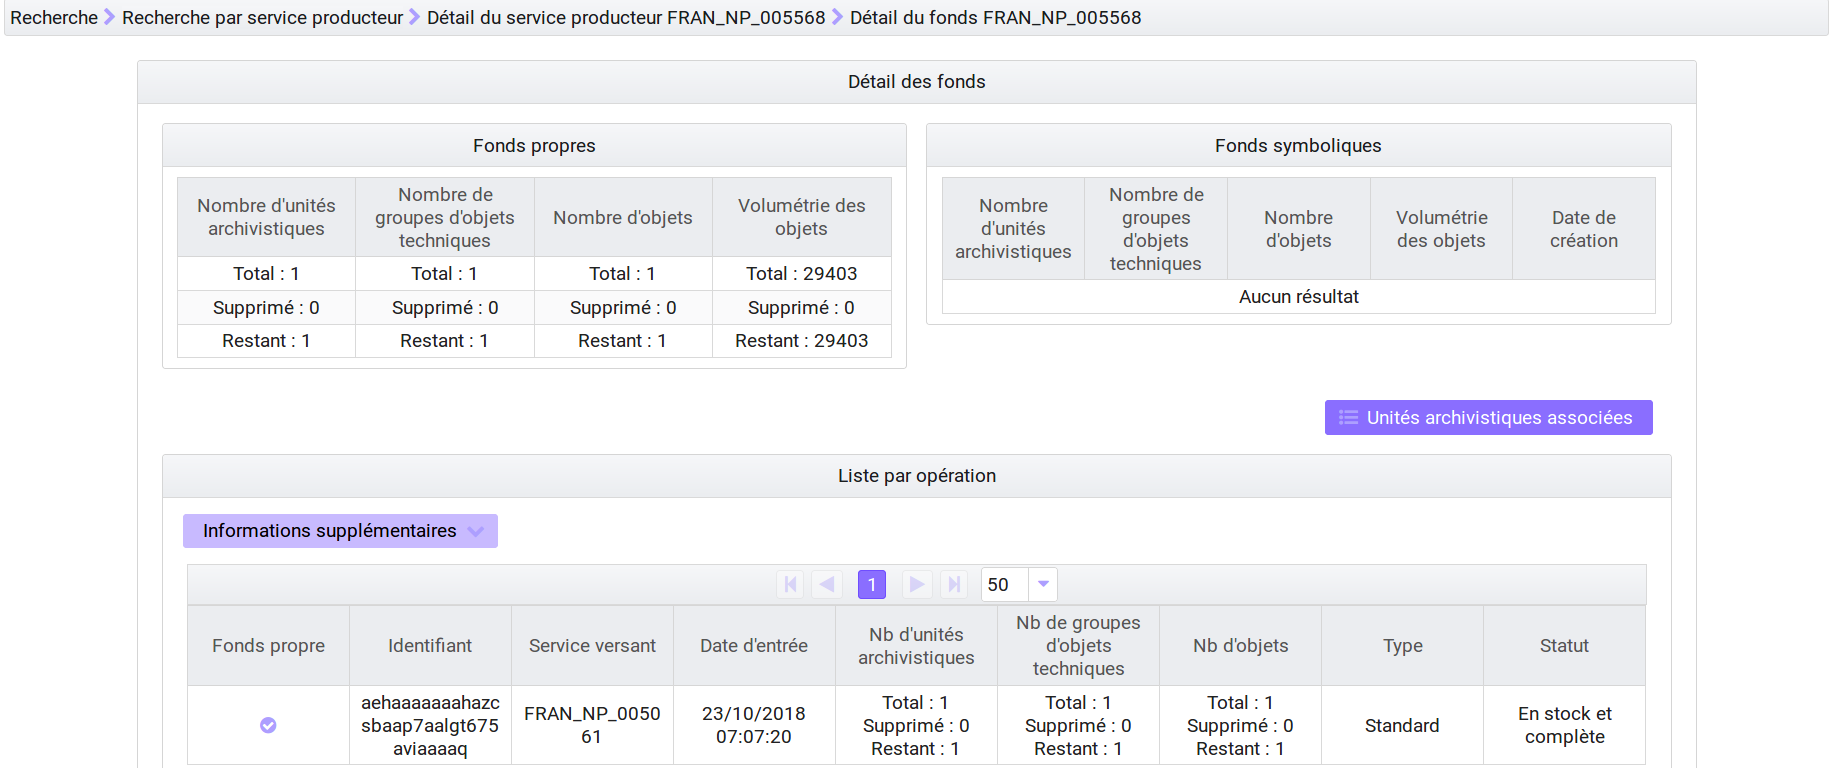 Recherche Recherche par service producteur Détail du service producteur FRAN_NP_005568 Détail du fonds FRAN_NP_005568
Détail des fonds
Fonds propres
Nombre d'unités archivistiques
Nombre de groupes d'objets techniques
Nombre d'objets
Volumétrie des objets
Total : 1 Total : 1 Total : 1 Total : 29403
Supprimé : 0 Supprimé : 0 Supprimé : 0 Supprimé : 0
Restant : 1 Restant : 1 Restant : 1 Restant : 29403
Fonds symboliques
Nombre d'unités archivistiques
Nombre de groupes d'objets techniques
Nombre d'objets
Volumétrie des objets
Date de création
Aucun résultat
Unités archivistiques associées
Liste par opération
Informations supplémentaires
1 50
Fonds propre
Identifiant
Service versant
Date d'entrée
Nb d'unités archivistiques
Nb de groupes d'objets techniques
Nb d'objets
Type
Statut
aehaaaaaaahazc
sbaap7aalgt675
aviaaaaq
FRAN_NP_0050
61
23/10/2018
07:07:20
Total : 1
Supprimé : 0
Restant : 1
Total : 1
Supprimé : 0
Restant : 1
Total : 1
Supprimé : 0
Restant : 1
Standard
En stock et
complète